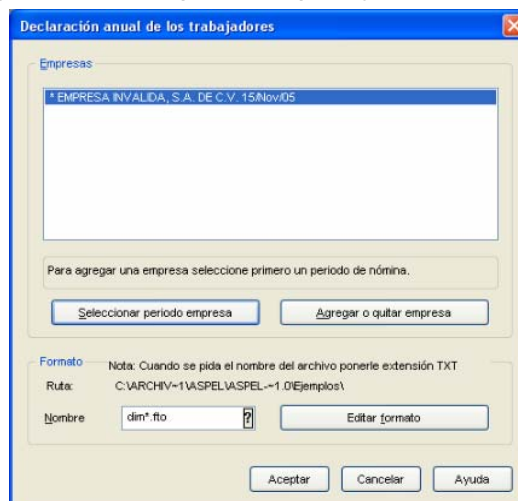 Declaración anual de los trabajadores
Empresas
* EMPRESA INVALIDA, S.A. DE C.V. 15/Nov/05
Para agregar una empresa seleccione primero un periodo de nómina.
Seleccionar periodo empresa
Agregar o quitar empresa
Formato
Nota: Cuando se pida el nombre del archivo ponerle extensión TXT
Ruta: C:\ARCHIV~1\ASPEL\ASPEL-~1.0\Ejemplos\
Nombre dim*.fto ? Editar formato
Aceptar Cancelar Ayuda